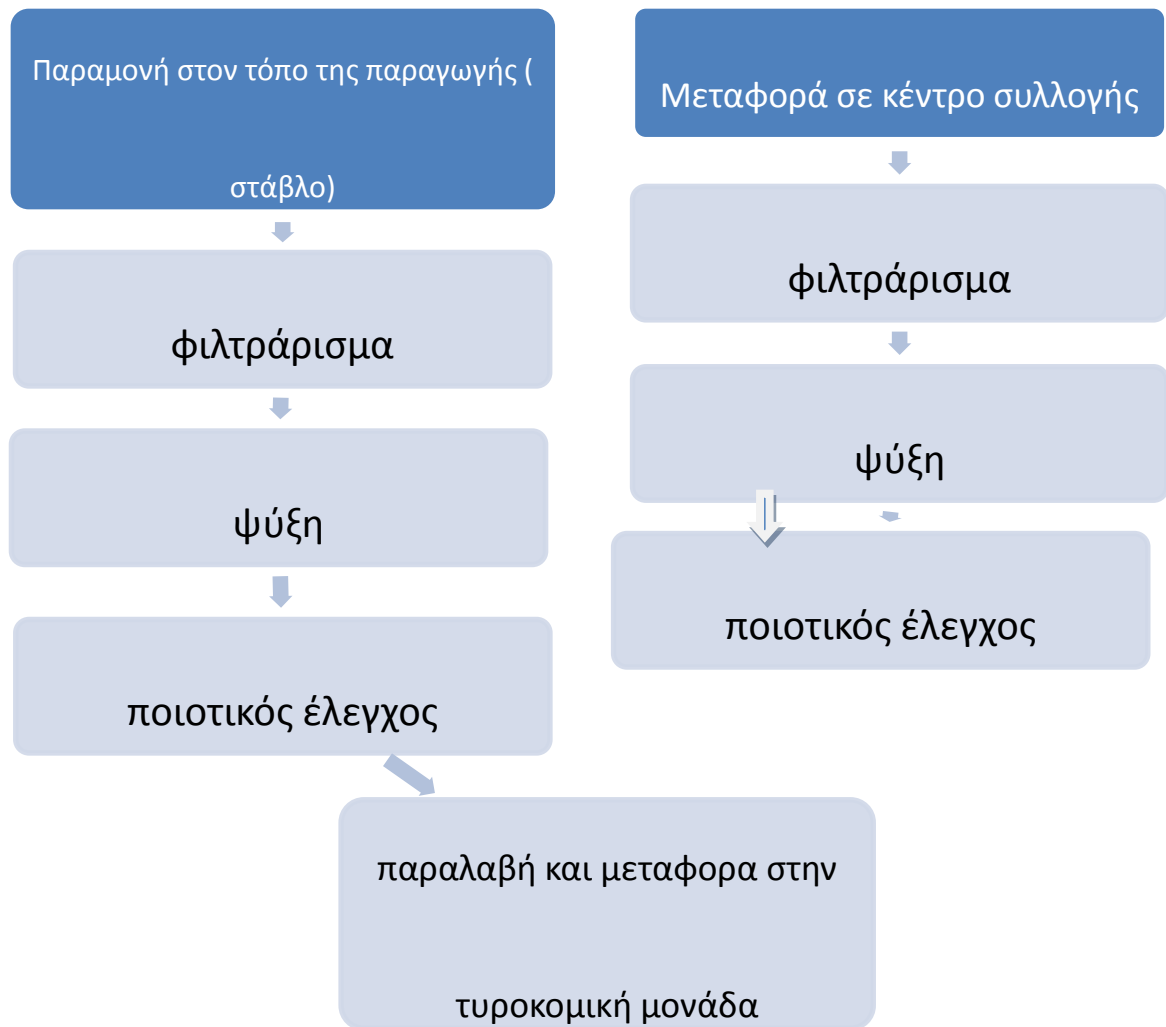 Παραμονή στον τόπο της παραγωγής (
στάβλο)
φιλτράρισμα
ψύξη
ποιοτικός έλεγχος
Μεταφορά σε κέντρο συλλογής
φιλτράρισμα
ψύξη
ποιοτικός έλεγχος
παραλαβή και μεταφορα στην
τυροκομική μονάδα